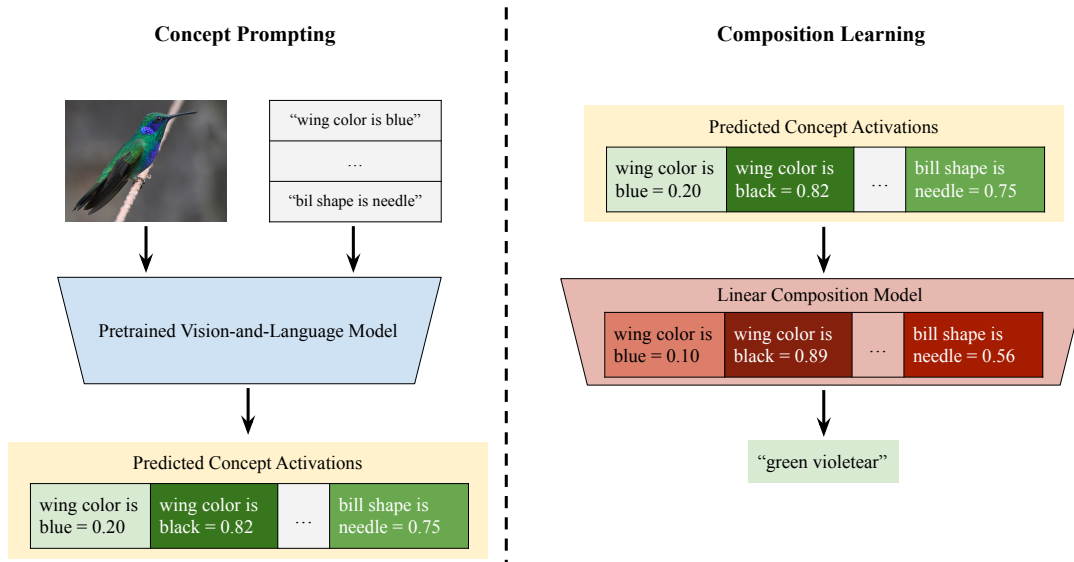 Concept Prompting
“wing color is blue”
…
“bil shape is needle”
Pretrained Vision-and-Language Model
Predicted Concept Activations
wing color is
blue = 0.20
wing color is
black = 0.82
…
bill shape is
needle = 0.75
Composition Learning
Predicted Concept Activations
wing color is
blue = 0.20
wing color is
black = 0.82
…
bill shape is
needle = 0.75
Linear Composition Model
wing color is
blue = 0.10
wing color is
black = 0.89
…
bill shape is
needle = 0.56
“green violetear”